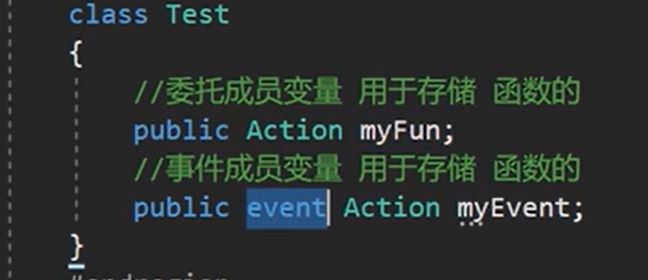 class Test
{
//委托成员变量 用于存储 函数的
public Action myFun;
//事件成员变量 用于存储 函数的
public event Action myEvent;
}
#endregion